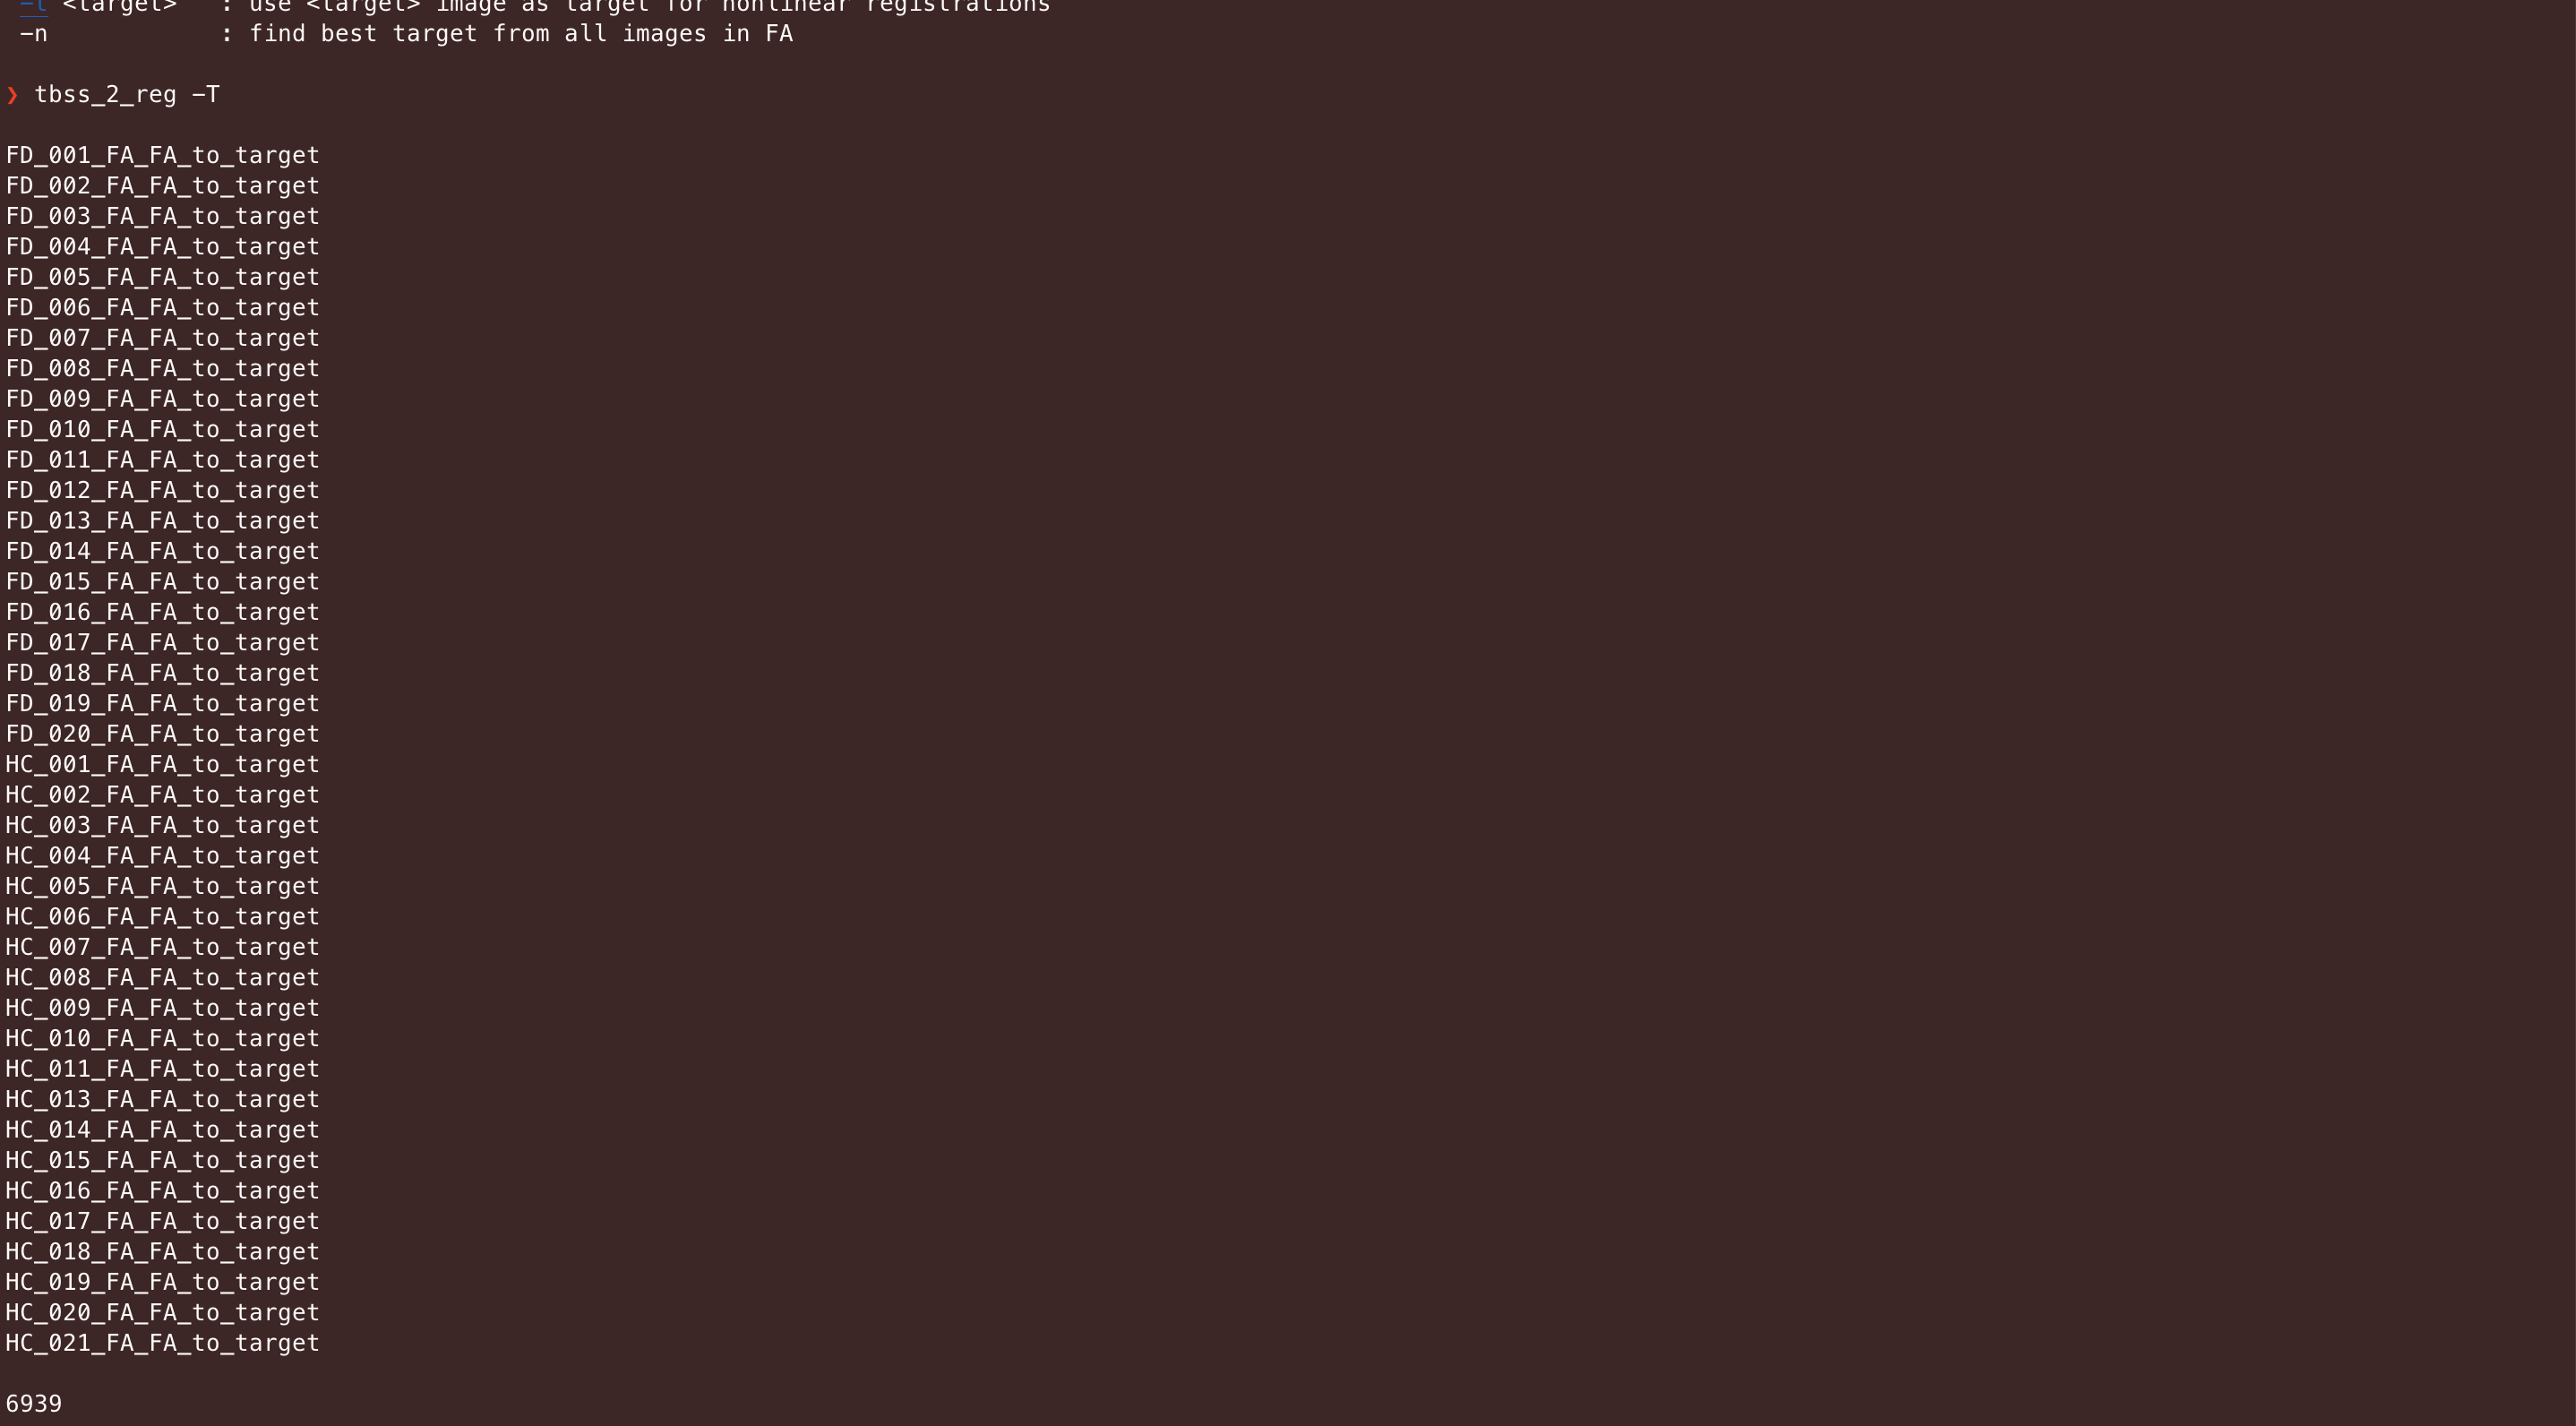 -t <target>   : use <target> image as target for nonlinear registrations
-n            : find best target from all images in FA
❯ tbss_2_reg -T
FD_001_FA_FA_to_target
FD_002_FA_FA_to_target
FD_003_FA_FA_to_target
FD_004_FA_FA_to_target
FD_005_FA_FA_to_target
FD_006_FA_FA_to_target
FD_007_FA_FA_to_target
FD_008_FA_FA_to_target
FD_009_FA_FA_to_target
FD_010_FA_FA_to_target
FD_011_FA_FA_to_target
FD_012_FA_FA_to_target
FD_013_FA_FA_to_target
FD_014_FA_FA_to_target
FD_015_FA_FA_to_target
FD_016_FA_FA_to_target
FD_017_FA_FA_to_target
FD_018_FA_FA_to_target
FD_019_FA_FA_to_target
FD_020_FA_FA_to_target
HC_001_FA_FA_to_target
HC_002_FA_FA_to_target
HC_003_FA_FA_to_target
HC_004_FA_FA_to_target
HC_005_FA_FA_to_target
HC_006_FA_FA_to_target
HC_007_FA_FA_to_target
HC_008_FA_FA_to_target
HC_009_FA_FA_to_target
HC_010_FA_FA_to_target
HC_011_FA_FA_to_target
HC_013_FA_FA_to_target
HC_014_FA_FA_to_target
HC_015_FA_FA_to_target
HC_016_FA_FA_to_target
HC_017_FA_FA_to_target
HC_018_FA_FA_to_target
HC_019_FA_FA_to_target
HC_020_FA_FA_to_target
HC_021_FA_FA_to_target
6939